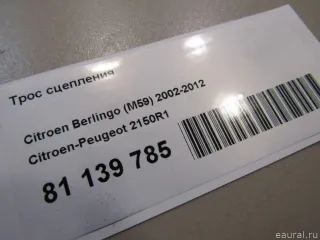 Трос сцепления
Citroen Berlingo (M59) 2002-2012
Citroen-Peugeot 2150R1
81 139 785
eaural.ru